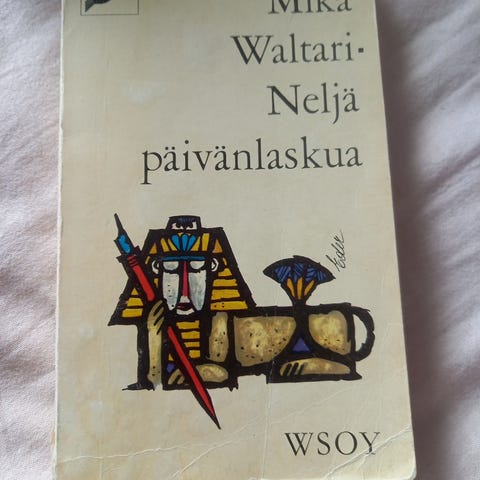 Mika
Waltari·
Neljä
päivänlaskua
WSOY